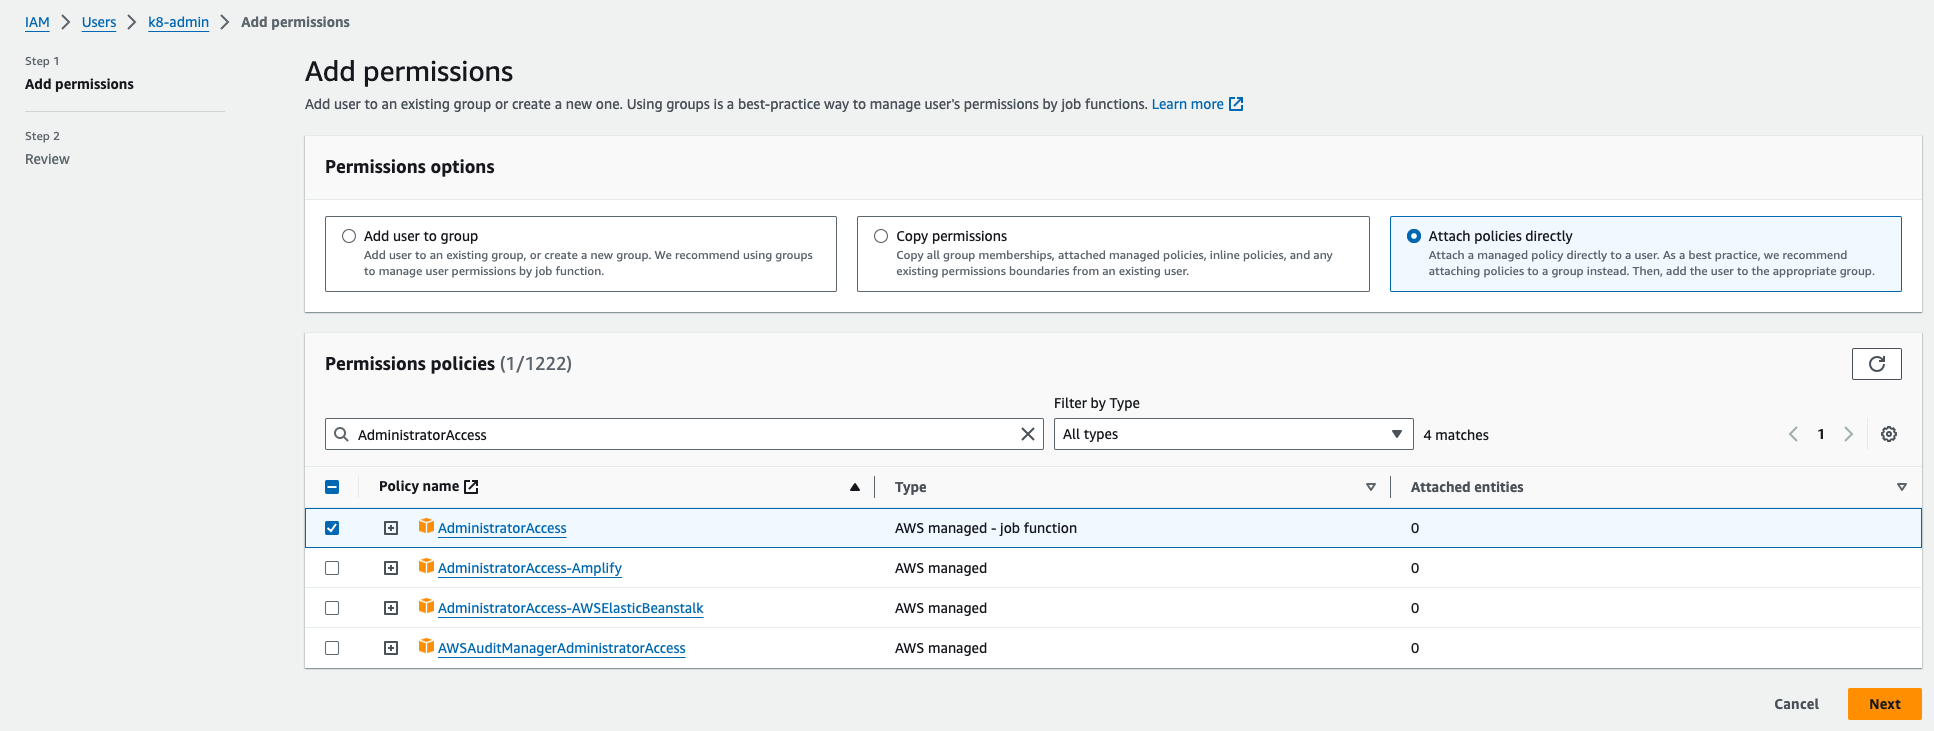 IAM > Users > k8-admin > Add permissions
Step 1
Add permissions
Step 2
Review
Add permissions
Add user to an existing group or create a new one. Using groups is a best-practice way to manage user's permissions by job functions. Learn more
Permissions options
Add user to group
Add user to an existing group, or create a new group. We recommend using groups
to manage user permissions by job function.
Copy permissions
Copy all group memberships, attached managed policies, inline policies, and any
existing permissions boundaries from an existing user.
Attach policies directly
Attach a managed policy directly to a user. As a best practice, we recommend
attaching policies to a group instead. Then, add the user to the appropriate group.
Permissions policies (1/1222)
Filter by Type
AdministratorAccess All types 4 matches 1
Policy name Type Attached entities
AdministratorAccess AWS managed - job function 0
AdministratorAccess-Amplify AWS managed 0
AdministratorAccess-AWSElasticBeanstalk AWS managed 0
AWSAuditManagerAdministratorAccess AWS managed 0
Cancel Next